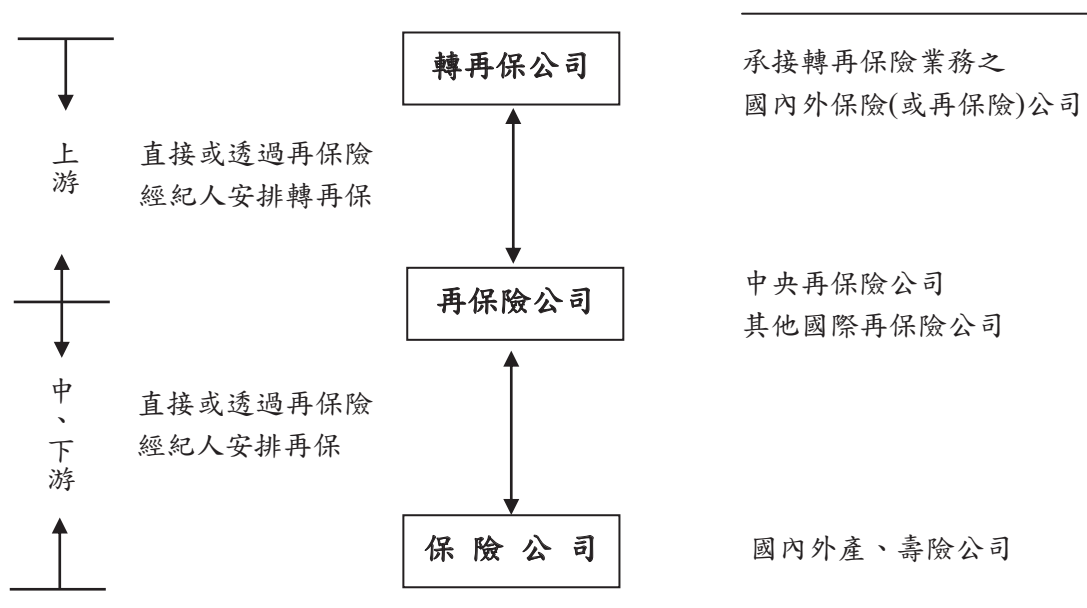 轉再保公司
承接轉再保險業務之
國內外保險(或再保險)公司
上游
直接或透過再保險
經紀人安排轉再保
再保險公司
中央再保險公司
其他國際再保險公司
中、下游
直接或透過再保險
經紀人安排再保
保險公司
國內外產、壽險公司